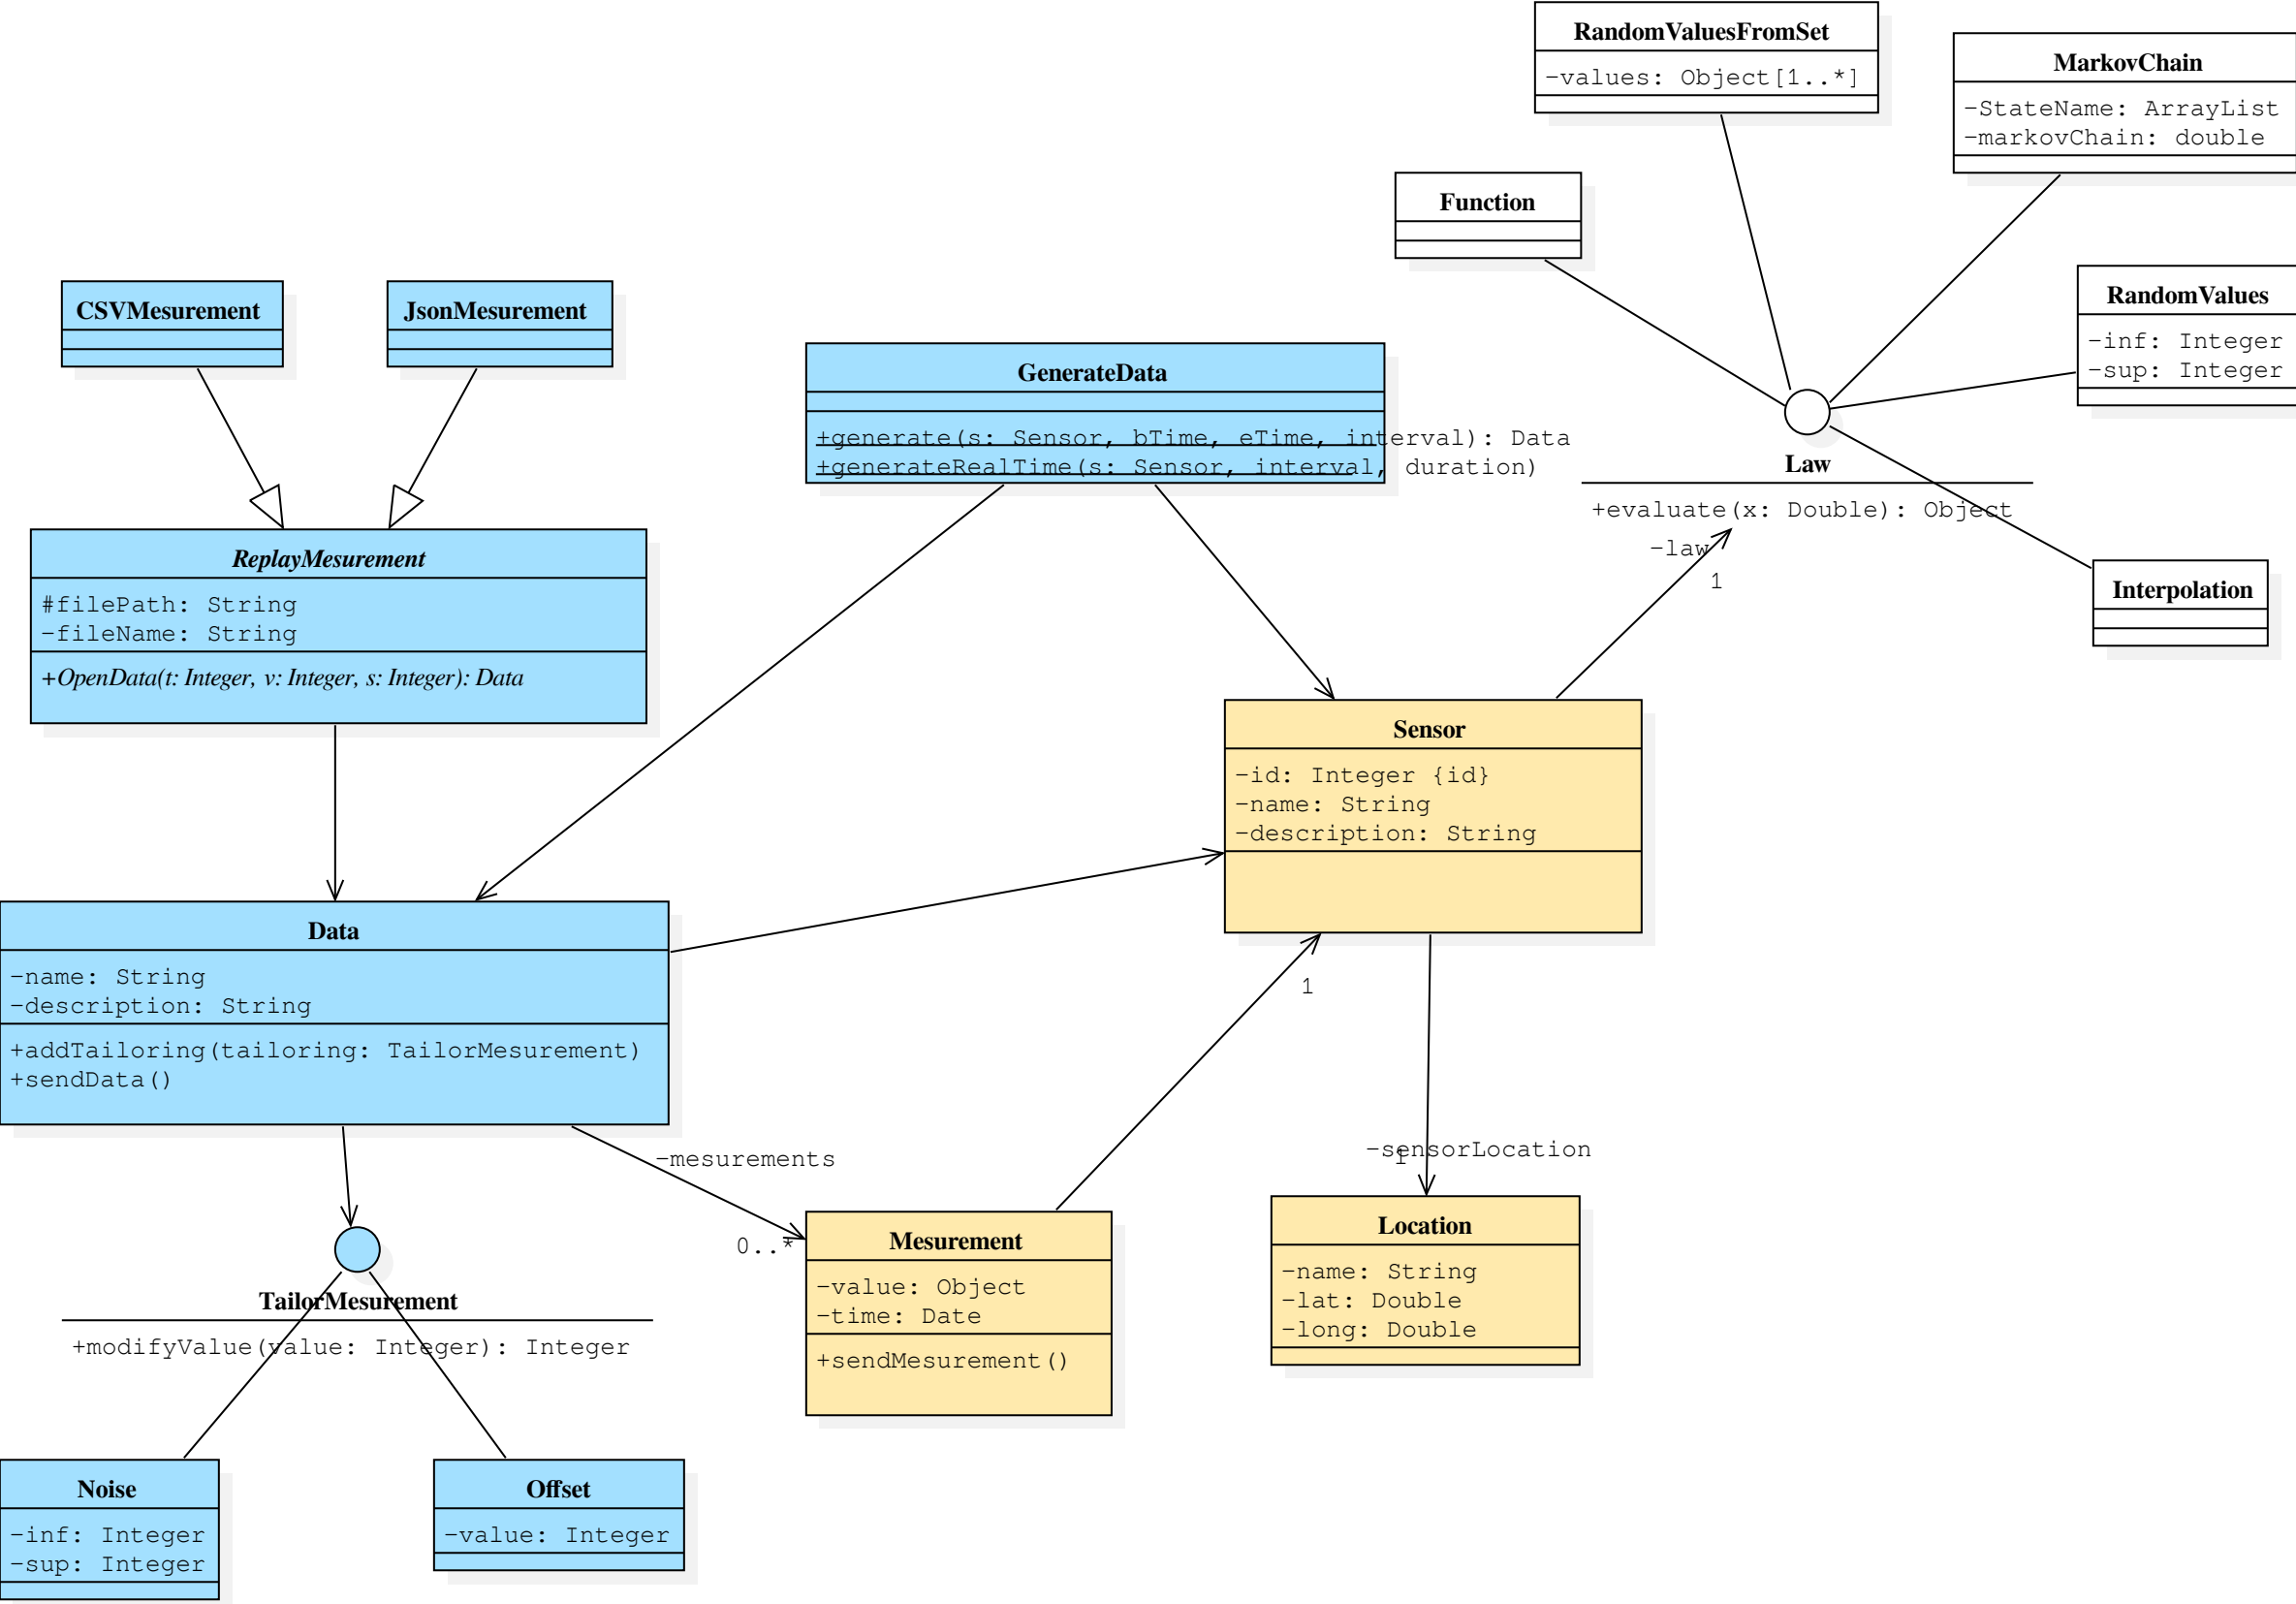 RandomValuesFromSet
-values: Object[1..*]
MarkovChain
-StateName: ArrayList
-markovChain: double
Function
RandomValues
-inf: Integer
-sup: Integer
CSVMesurement
JsonMesurement
GenerateData
+generate(s: Sensor, bTime, eTime, interval): Data
+generateRealTime(s: Sensor, interval, duration)
Law
+evaluate(x: Double): Object
-law
1
Interpolation
ReplayMesurement
#filePath: String
-fileName: String
+OpenData(t: Integer, v: Integer, s: Integer): Data
Sensor
-id: Integer {id}
-name: String
-description: String
Data
-name: String
-description: String
+addTailoring(tailoring: TailorMesurement)
+sendData()
1
-mesurements
0..*
-sensorLocation
1
Mesurement
-value: Object
-time: Date
+sendMesurement()
Location
-name: String
-lat: Double
-long: Double
TailorMesurement
+modifyValue(value: Integer): Integer
Noise
-inf: Integer
-sup: Integer
Offset
-value: Integer